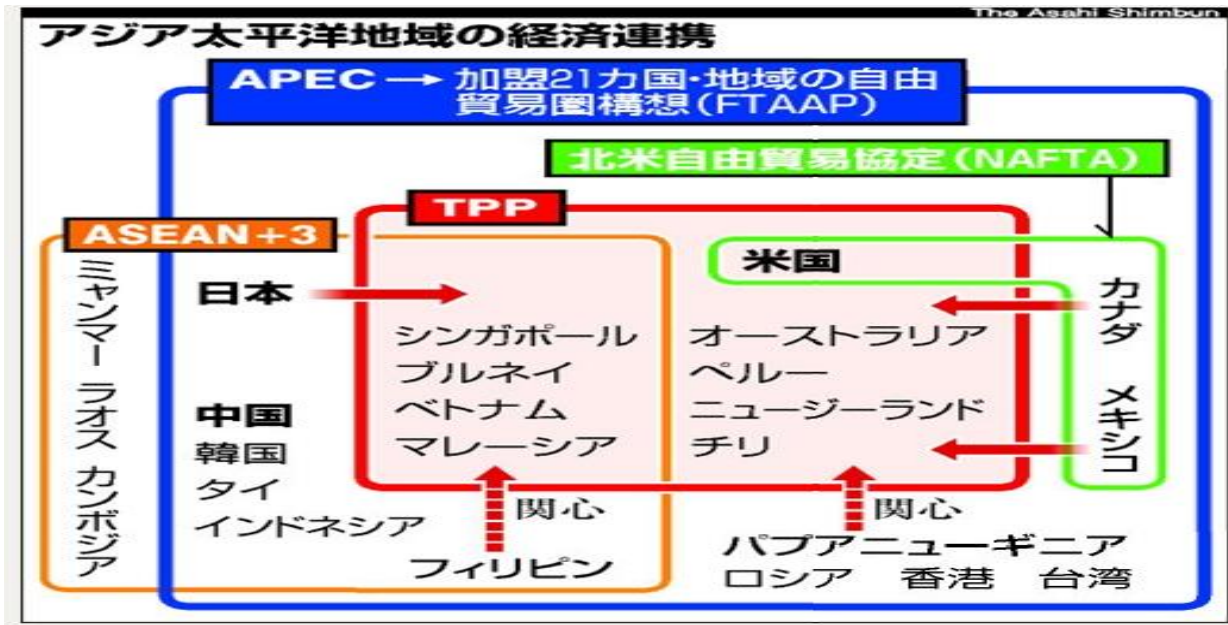 The Asahi Shimbun
アジア太平洋地域の経済連携
APEC → 加盟21カ国・地域の自由
貿易圏構想(FTAAP)
北米自由貿易協定(NAFTA)
TPP
ASEAN+3
ミャンマー ラオス カンボジア
日本
中国
韓国
タイ
インドネシア
シンガポール
ブルネイ
ベトナム
マレーシア
関心
フィリピン
米国
オーストラリア
ペルー
ニュージーランド
チリ
関心
パプアニューギニア
ロシア 香港 台湾
カナダ メキシコ